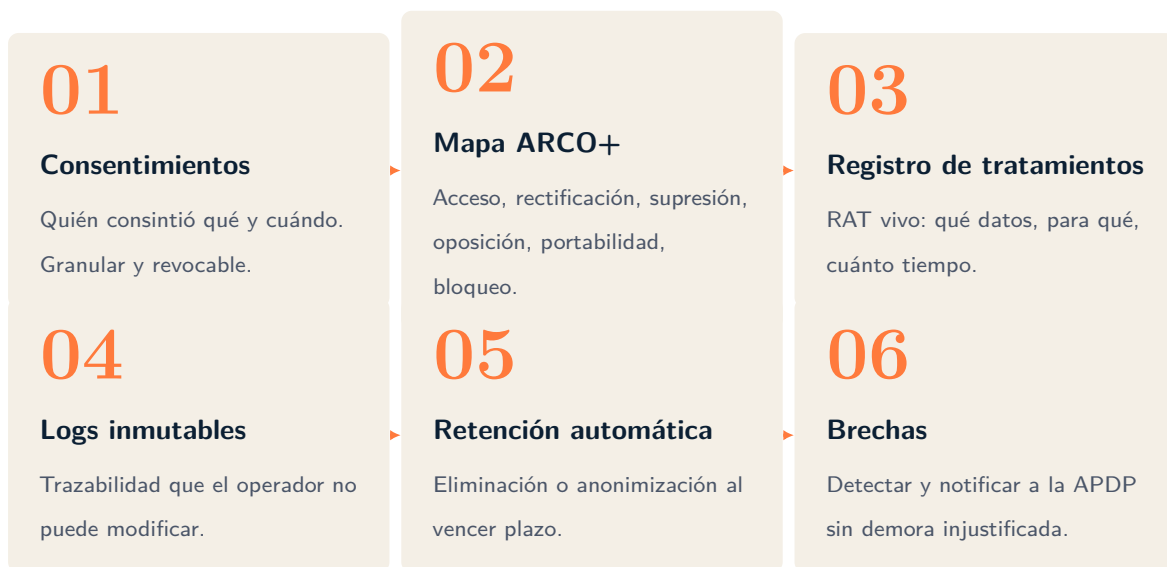 01
Consentimientos
Quién consintió qué y cuándo.
Granular y revocable.
02
Mapa ARCO+
Acceso, rectificación, supresión,
oposición, portabilidad,
bloqueo.
03
Registro de tratamientos
RAT vivo: qué datos, para qué,
cuánto tiempo.
04
Logs inmutables
Trazabilidad que el operador no
puede modificar.
05
Retención automática
Eliminación o anonimización al
vencer plazo.
06
Brechas
Detectar y notificar a la APDP
sin demora injustificada.